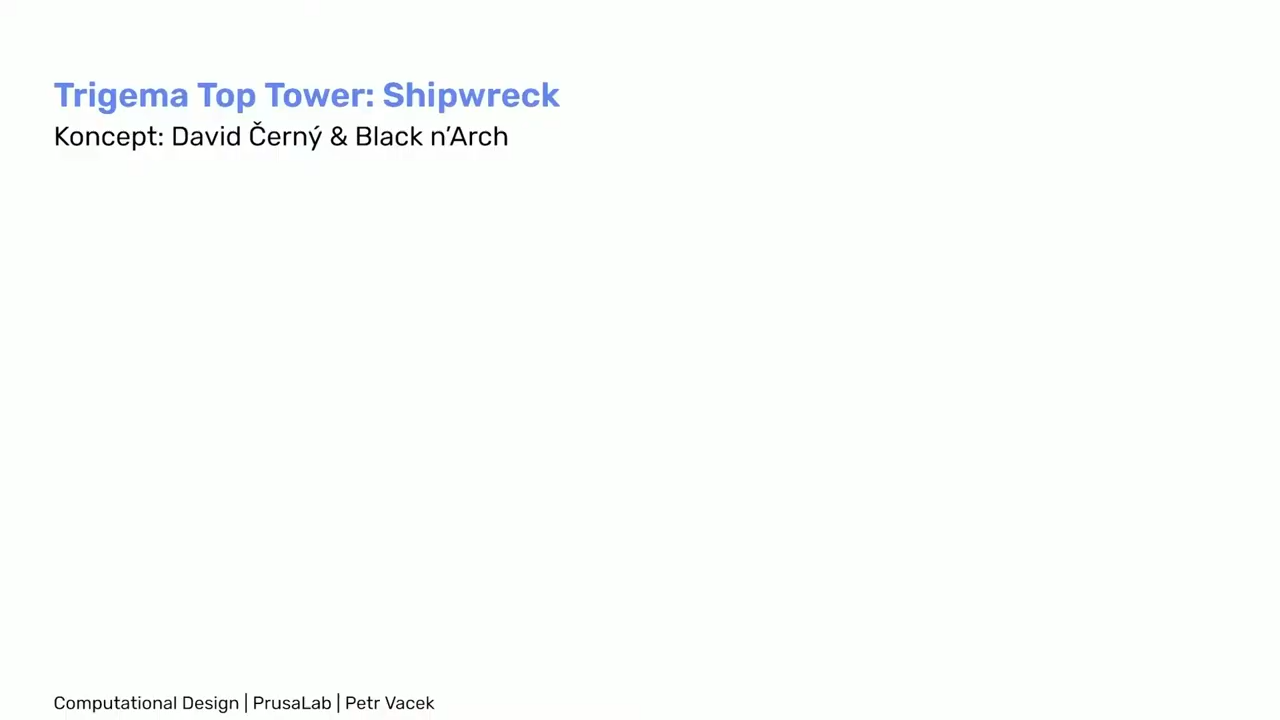 Trigema Top Tower: Shipwreck
Koncept: David Černý & Black n’Arch
Computational Design | PrusaLab | Petr Vacek